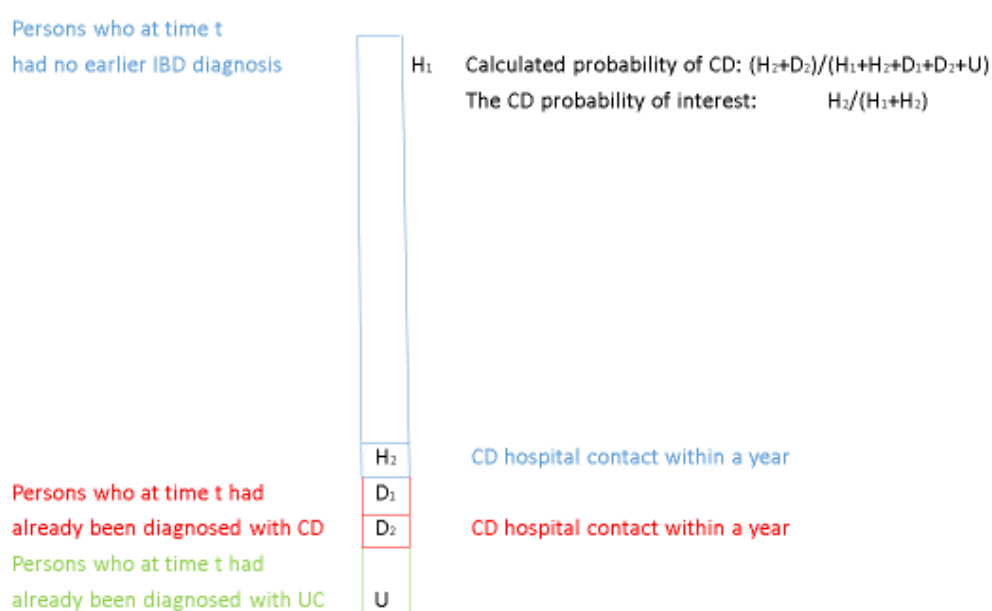 Persons who at time t
had no earlier IBD diagnosis
H₁ Calculated probability of CD: (H₂+D₂)/(H₁+H₂+D₁+D₂+U)
The CD probability of interest: H₂/(H₁+H₂)
H₂ CD hospital contact within a year
Persons who at time t had D₁
already been diagnosed with CD D₂ CD hospital contact within a year
Persons who at time t had
already been diagnosed with UC U